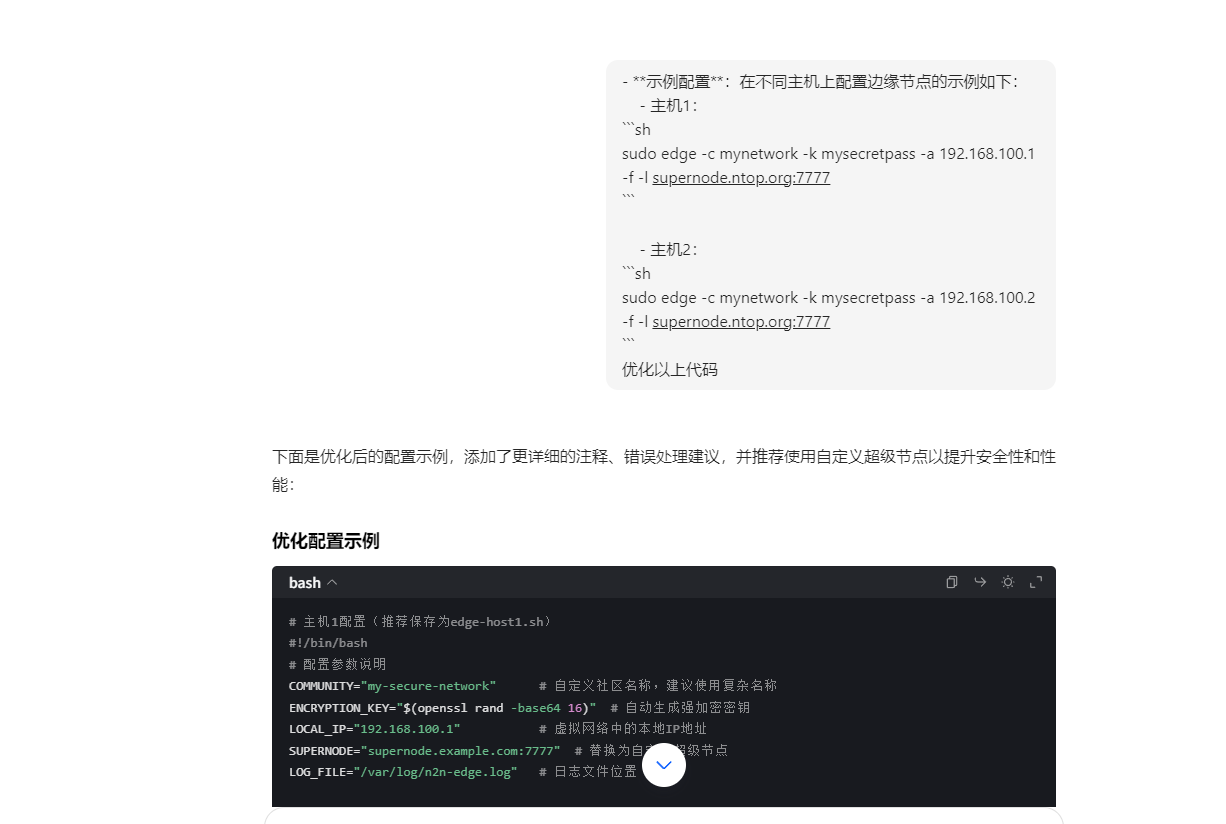 - **示例配置**：在不同主机上配置边缘节点的示例如下：
- 主机1：
```sh
sudo edge -c mynetwork -k mysecretpass -a 192.168.100.1
-f -l supernode.ntop.org:7777
```
- 主机2：
```sh
sudo edge -c mynetwork -k mysecretpass -a 192.168.100.2
-f -l supernode.ntop.org:7777
```
优化以上代码
下面是优化后的配置示例，添加了更详细的注释、错误处理建议，并推荐使用自定义超级节点以提升安全性和性
能：
优化配置示例
bash
# 主机1配置（推荐保存为edge-host1.sh）
#!/bin/bash
# 配置参数说明
COMMUNITY="my-secure-network" # 自定义社区名称，建议使用复杂名称
ENCRYPTION_KEY="$(openssl rand -base64 16)" # 自动生成强加密密钥
LOCAL_IP="192.168.100.1" # 虚拟网络中的本地IP地址
SUPERNODE="supernode.example.com:7777" # 替换为自 超级节点
LOG_FILE="/var/log/n2n-edge.log" # 日志文件位置